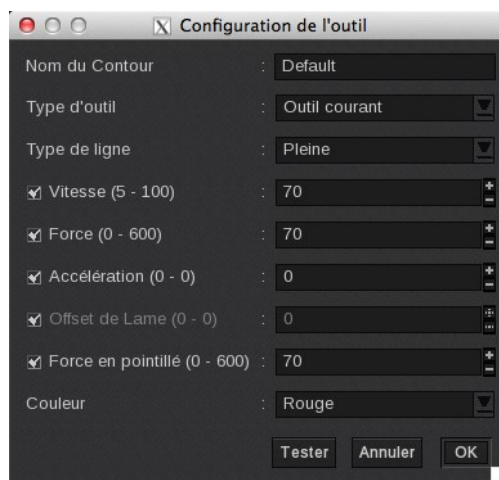 X Configuration de l'outil
Nom du Contour : Default
Type d'outil : Outil courant
Type de ligne : Pleine
Vitesse (5 - 100) : 70
Force (0 - 600) : 70
Accélération (0 - 0) : 0
Offset de Lame (0 - 0) : 0
Force en pointillé (0 - 600) : 70
Couleur : Rouge
Tester Annuler OK